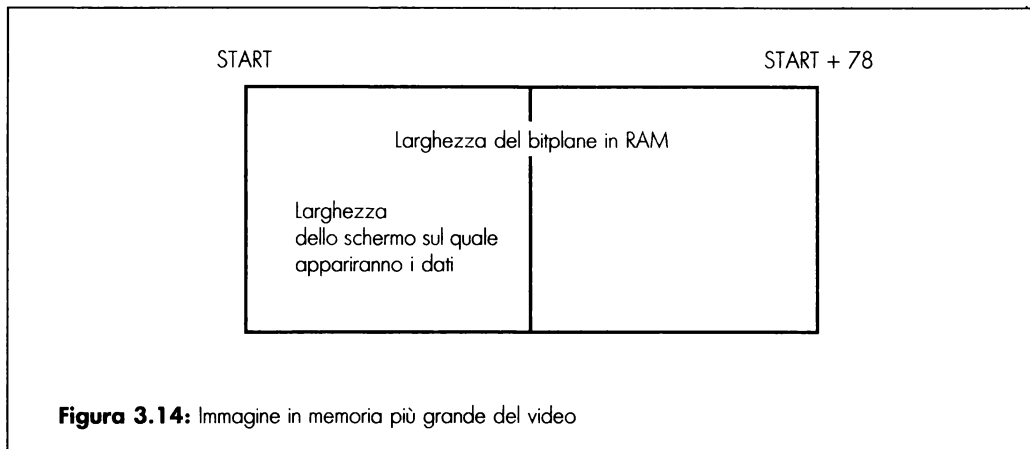 START START + 78
Larghezza del bitplane in RAM
Larghezza
dello schermo sul quale
appariranno i dati
Figura 3.14: Immagine in memoria più grande del video